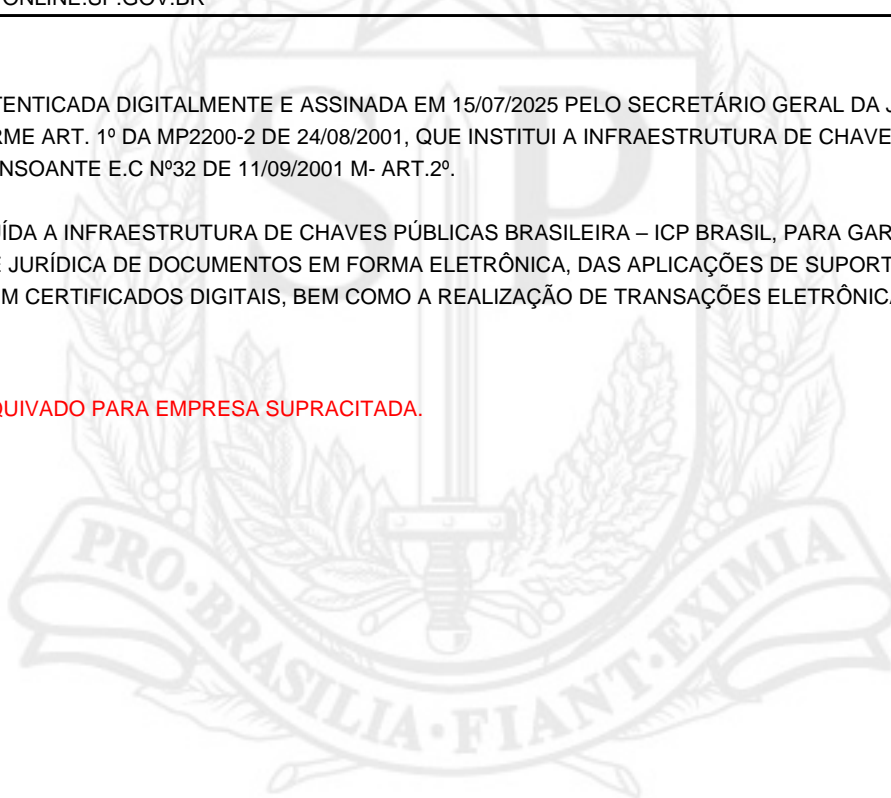 ONLINE.SP.GOV.BR
TENTICADA DIGITALMENTE E ASSINADA EM 15/07/2025 PELO SECRETÁRIO GERAL DA J
RME ART. 1º DA MP2200-2 DE 24/08/2001, QUE INSTITUI A INFRAESTRUTURA DE CHAVE
NSOANTE E.C Nº32 DE 11/09/2001 M- ART.2º.
ÍDA A INFRAESTRUTURA DE CHAVES PÚBLICAS BRASILEIRA – ICP BRASIL, PARA GAR
E JURÍDICA DE DOCUMENTOS EM FORMA ELETRÔNICA, DAS APLICAÇÕES DE SUPORT
M CERTIFICADOS DIGITAIS, BEM COMO A REALIZAÇÃO DE TRANSAÇÕES ELETRÔNICA
QUIVADO PARA EMPRESA SUPRACITADA.
SP
PRO·BRASILIA·FIANT·EXIMIA